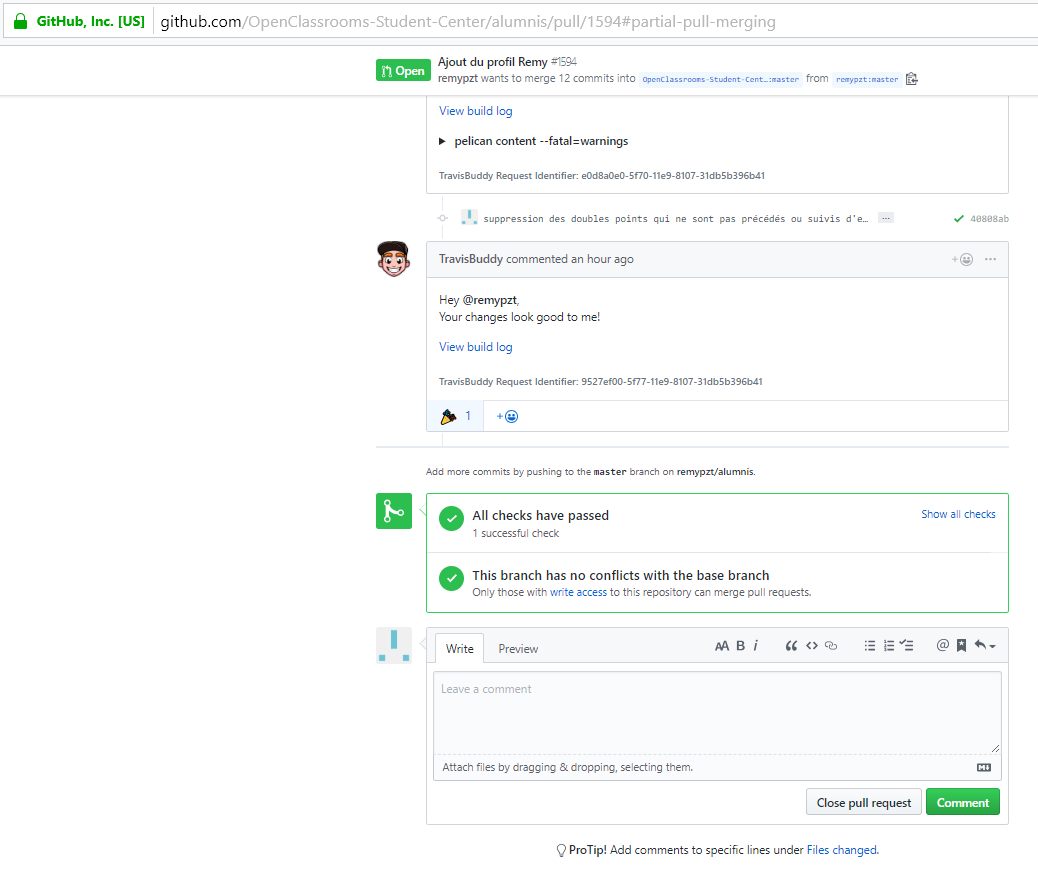 GitHub, Inc. [US] github.com/OpenClassrooms-Student-Center/alumnis/pull/1594#partial-pull-merging
Open Ajout du profil Remy #1594
remypzt wants to merge 12 commits into OpenClassrooms-Student-Cent…:master from remypzt:master
View build log
pelican content --fatal=warnings
TravisBuddy Request Identifier: e0d8a0e0-5f70-11e9-8107-31db5b396b41
suppression des doubles points qui ne sont pas précédés ou suivis d'e… ... 40808ab
TravisBuddy commented an hour ago
Hey @remypzt,
Your changes look good to me!
View build log
TravisBuddy Request Identifier: 9527ef00-5f77-11e9-8107-31db5b396b41
1
Add more commits by pushing to the master branch on remypzt/alumnis.
All checks have passed Show all checks
1 successful check
This branch has no conflicts with the base branch
Only those with write access to this repository can merge pull requests.
Write Preview AA B i
Leave a comment
Attach files by dragging & dropping, selecting them.
Close pull request Comment
ProTip! Add comments to specific lines under Files changed.